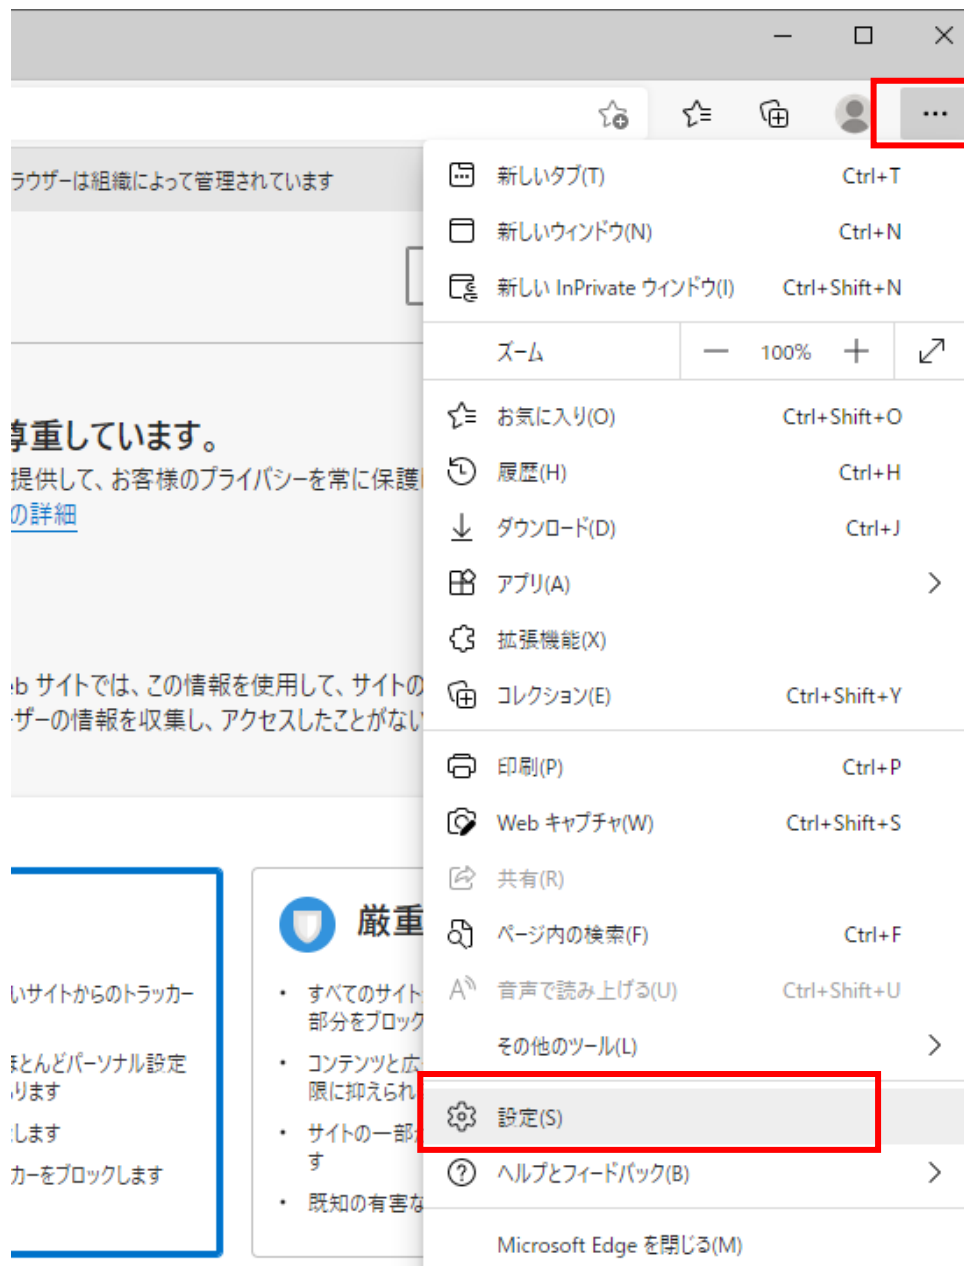 ラウザーは組織によって管理されています
新しいタブ(T) Ctrl+T
新しいウィンドウ(N) Ctrl+N
新しい InPrivate ウィンドウ(I) Ctrl+Shift+N
ズーム 100%
お気に入り(O) Ctrl+Shift+O
履歴(H) Ctrl+H
ダウンロード(D) Ctrl+J
アプリ(A)
拡張機能(X)
コレクション(E) Ctrl+Shift+Y
印刷(P) Ctrl+P
Web キャプチャ(W) Ctrl+Shift+S
共有(R)
ページ内の検索(F) Ctrl+F
音声で読み上げる(U) Ctrl+Shift+U
その他のツール(L)
設定(S)
ヘルプとフィードバック(B)
Microsoft Edge を閉じる(M)
尊重しています。
提供して、お客様のプライバシーを常に保護
の詳細
eb サイトでは、この情報を使用して、サイトの
ーザーの情報を収集し、アクセスしたことがない
いサイトからのトラッカー
ほとんどパーソナル設定
ります
します
カーをブロックします
厳重
• すべてのサイト
部分をブロック
• コンテンツと広
限に抑えられ
• サイトの一部
す
• 既知の有害な